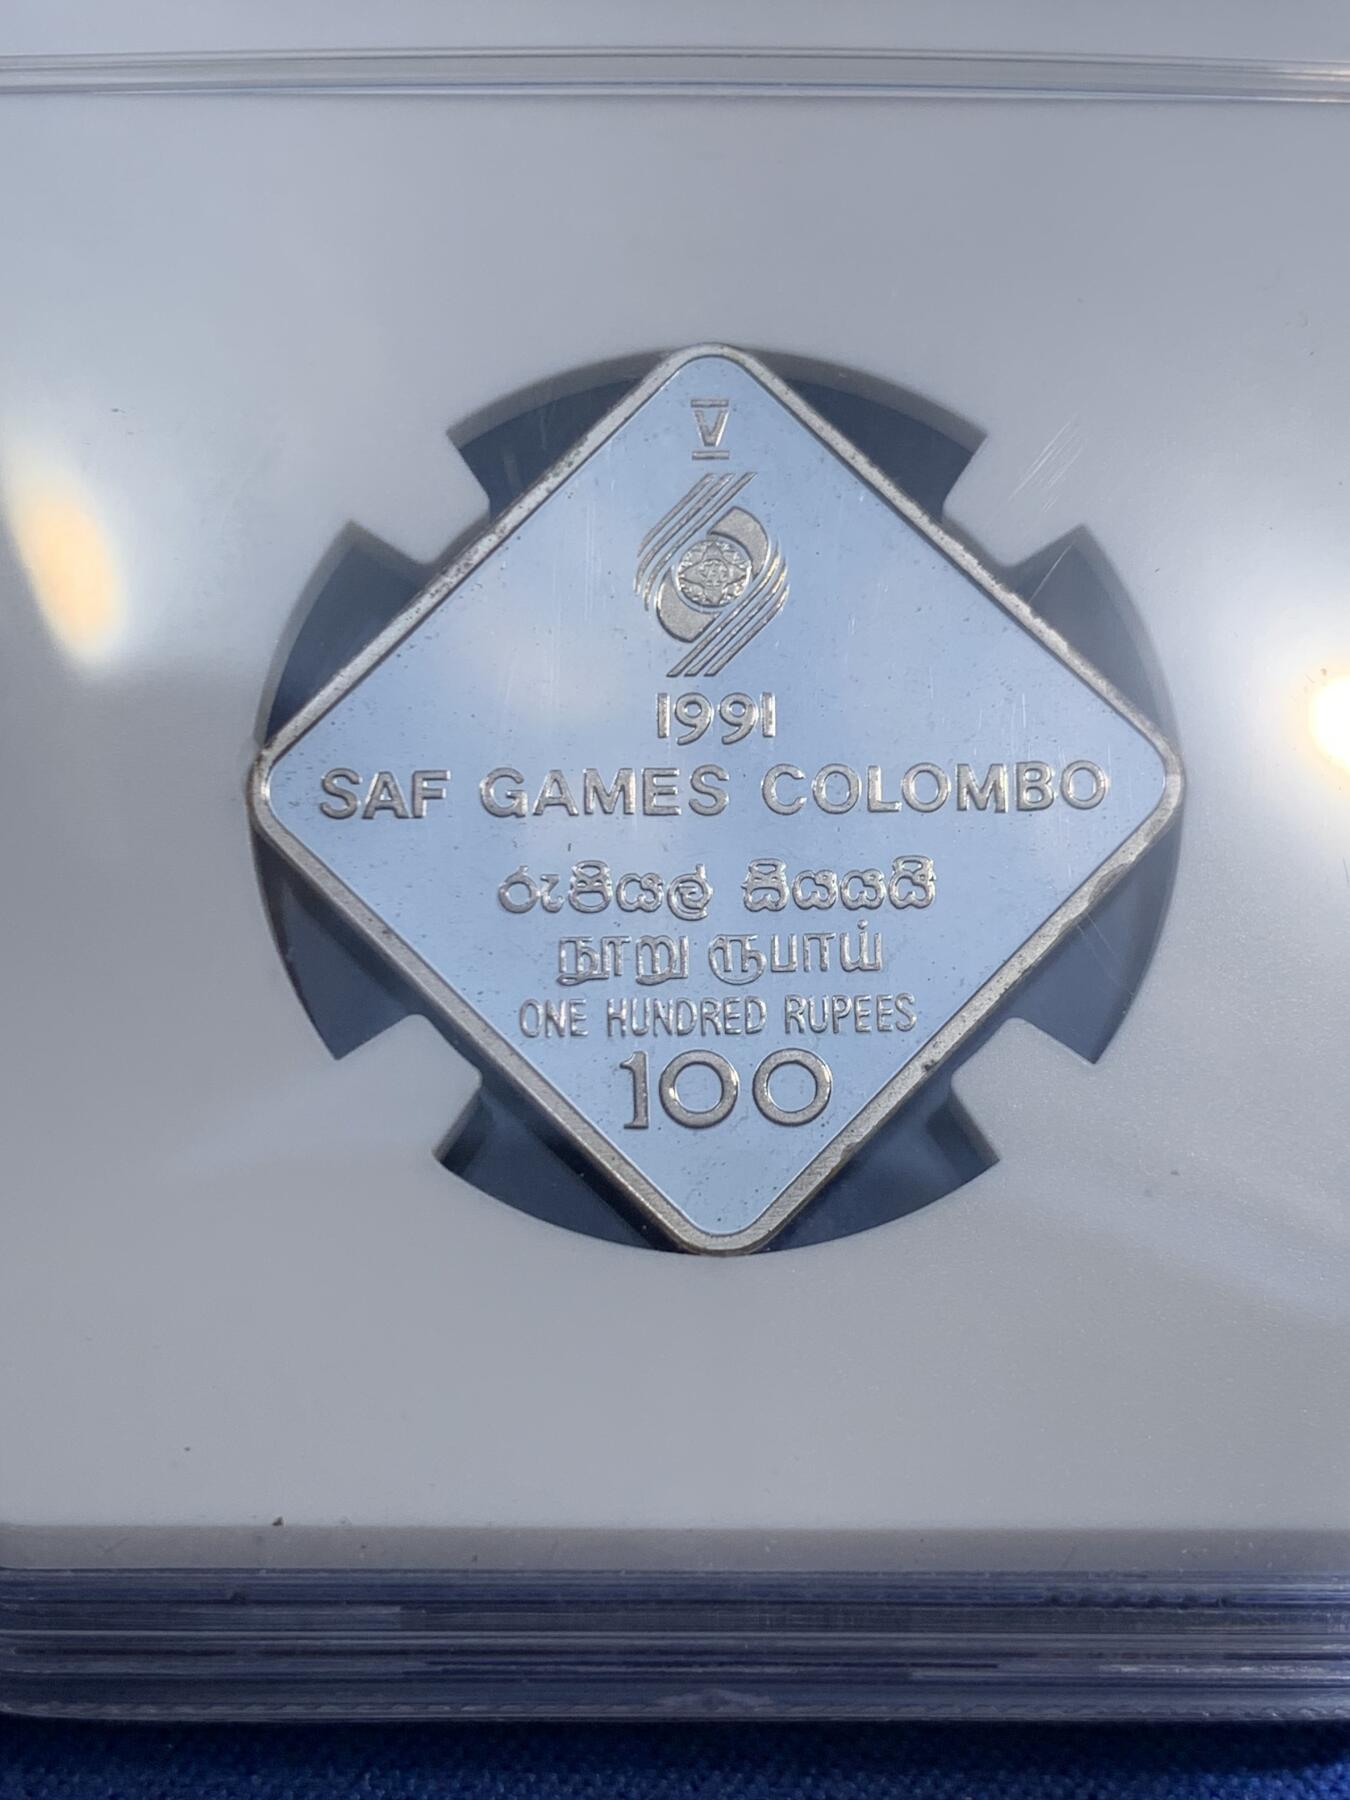 V
1991
SAF GAMES COLOMBO
රුපියල් සියයයි
நூறு ரூபாய்
ONE HUNDRED RUPEES
100